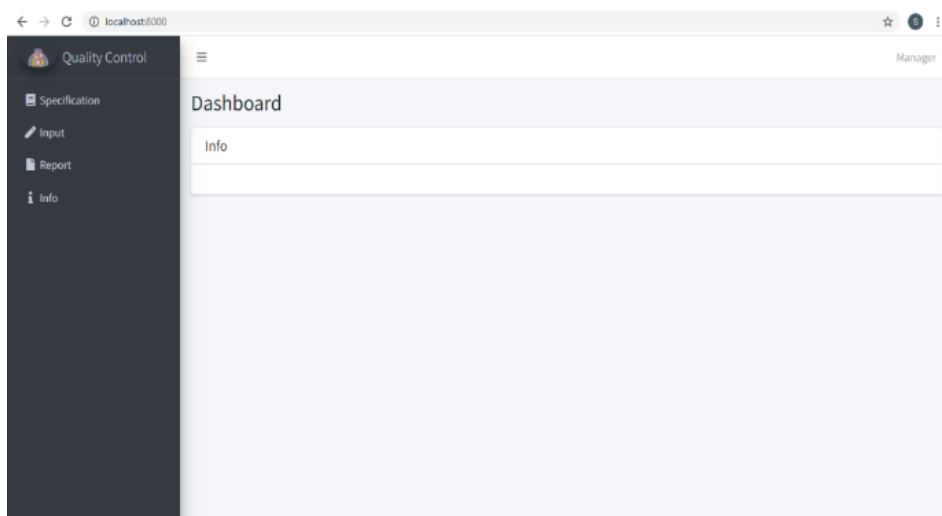 localhost:8000
S
Quality Control
Manager
Specification
Dashboard
Input
Info
Report
Info